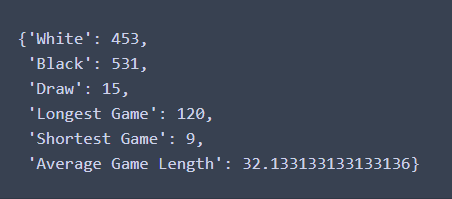 {'White': 453,
'Black': 531,
'Draw': 15,
'Longest Game': 120,
'Shortest Game': 9,
'Average Game Length': 32.133133133133136}